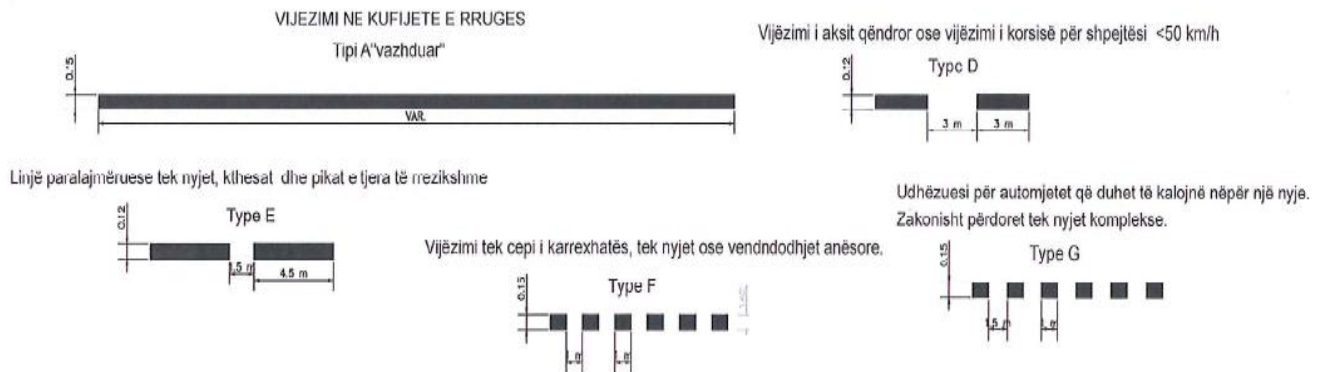 VIJEZIMI NE KUFIJETE E RRUGES
Tipi A"vazhduar"
0.15
VAR.
Vijëzimi i aksit qëndror ose vijëzimi i korsisë për shpejtësi <50 km/h
Type D
0.12
3 m
3 m
Linjë paralajmëruese tek nyjet, kthesat dhe pikat e tjera të rrezikshme
Type E
0.12
1.5 m
4.5 m
Vijëzimi tek cepi i karrexhatës, tek nyjet ose vendndodhjet anësore.
Type F
0.15
1 m
1 m
Udhëzuesi për automjetet që duhet të kalojnë nëpër një nyje.
Zakonisht përdoret tek nyjet komplekse.
Type G
0.15
1.5 m
1 m